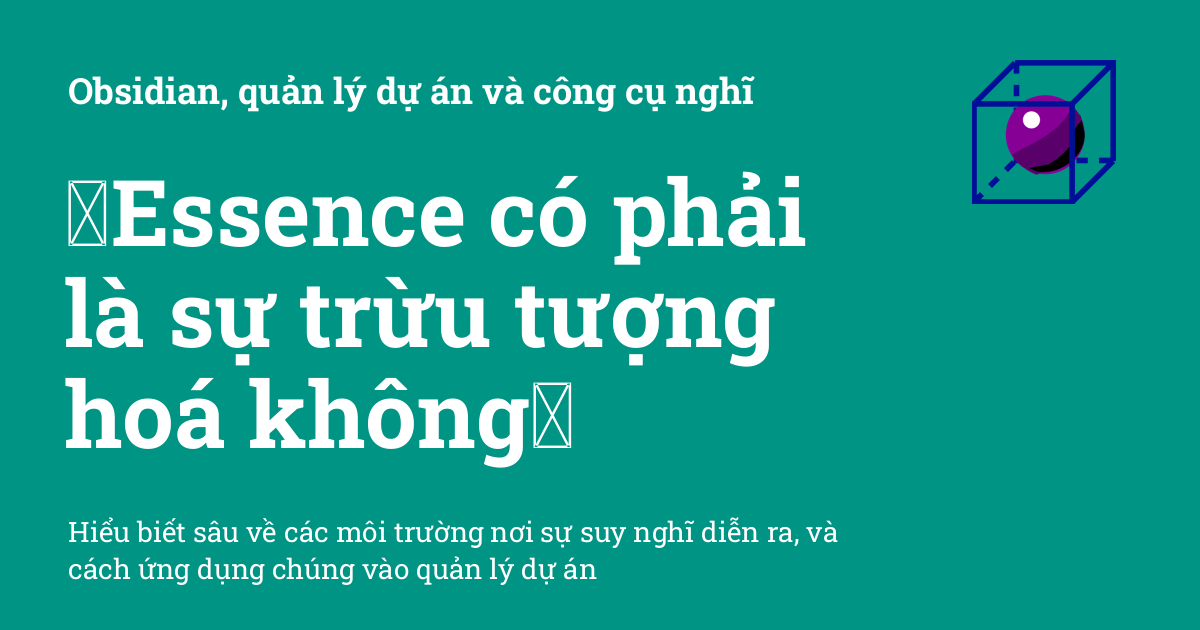 Obsidian, quản lý dự án và công cụ nghĩ
Essence có phải
là sự trừu tượng
hoá không
Hiểu biết sâu về các môi trường nơi sự suy nghĩ diễn ra, và
cách ứng dụng chúng vào quản lý dự án